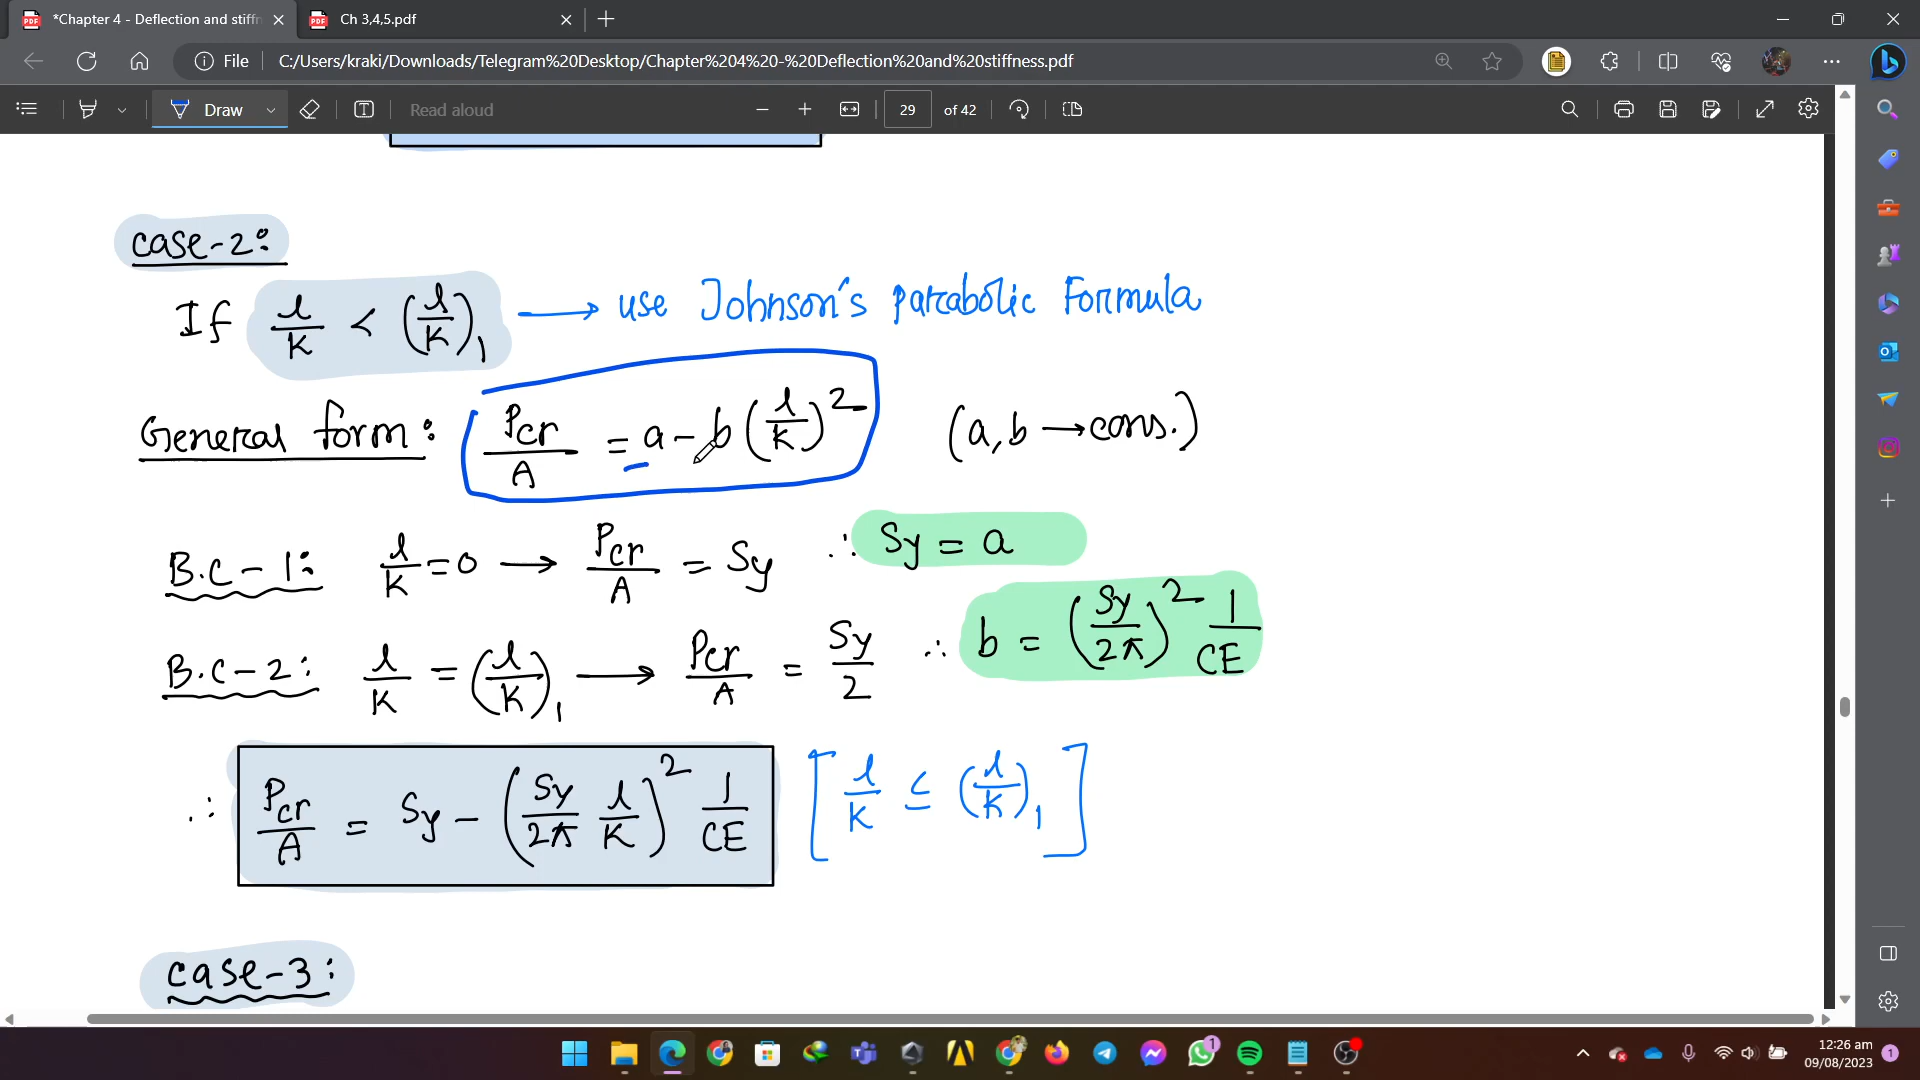 *Chapter 4 - Deflection and stiffn
Ch 3,4,5.pdf
File
C:/Users/kraki/Downloads/Telegram%20Desktop/Chapter%204%20-%20Deflection%20and%20stiffness.pdf
Draw
Read aloud
29 of 42
case-2:
If l/k < (l/k)₁ → use Johnson's parabolic Formula
General form: Pcr/A = a - b (l/k)² (a, b → cons.)
B.C-1: l/k = 0 → Pcr/A = Sy ∴ Sy = a
B.C-2: l/k = (l/k)₁ → Pcr/A = Sy/2 ∴ b = (Sy/2π)² 1/CE
∴ Pcr/A = Sy - (Sy/2π l/k)² 1/CE [l/k ≤ (l/k)₁]
case-3:
1
12:26 am
09/08/2023
1